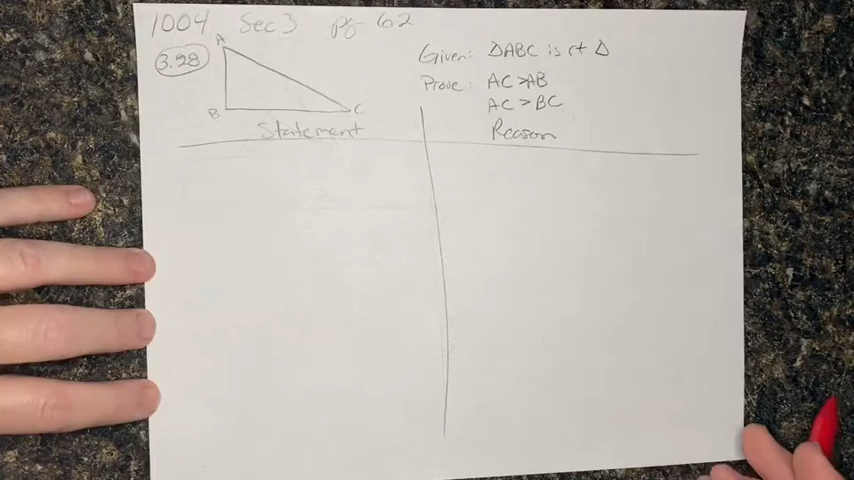 1004 Sec 3 pg 62
3.28
A
B
C
Given: △ABC is rt △
Prove: AC>AB
AC>BC
Statement
Reason